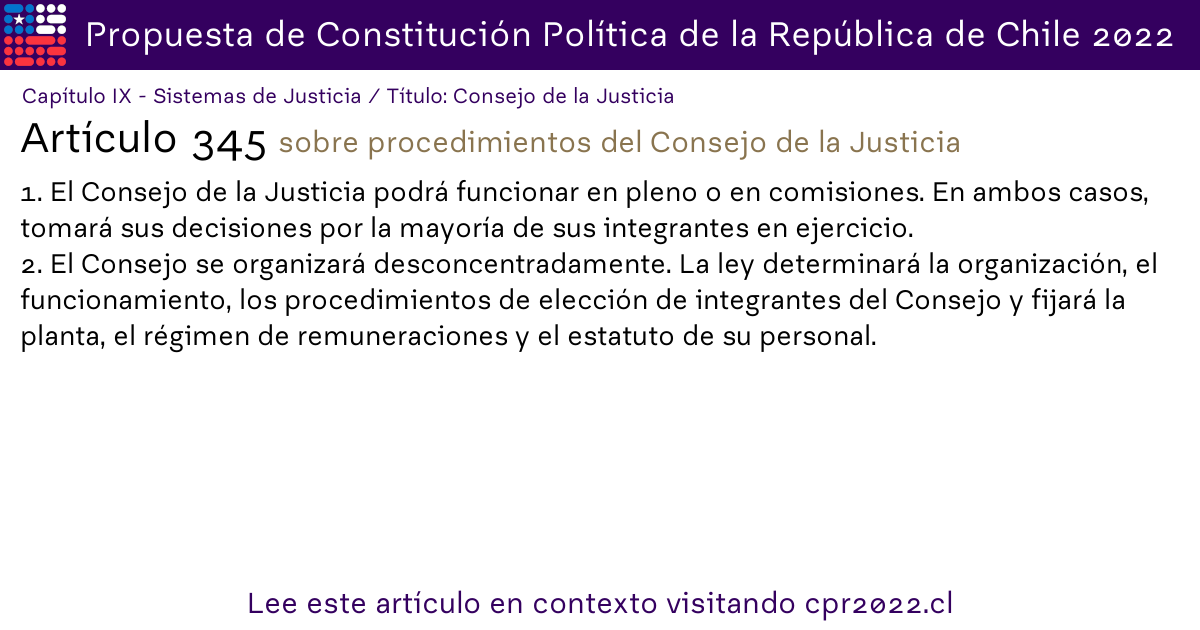 Propuesta de Constitución Política de la República de Chile 2022
Capítulo IX - Sistemas de Justicia / Título: Consejo de la Justicia
Artículo 345 sobre procedimientos del Consejo de la Justicia
1. El Consejo de la Justicia podrá funcionar en pleno o en comisiones. En ambos casos,
tomará sus decisiones por la mayoría de sus integrantes en ejercicio.
2. El Consejo se organizará desconcentradamente. La ley determinará la organización, el
funcionamiento, los procedimientos de elección de integrantes del Consejo y fijará la
planta, el régimen de remuneraciones y el estatuto de su personal.
Lee este artículo en contexto visitando cpr2022.cl